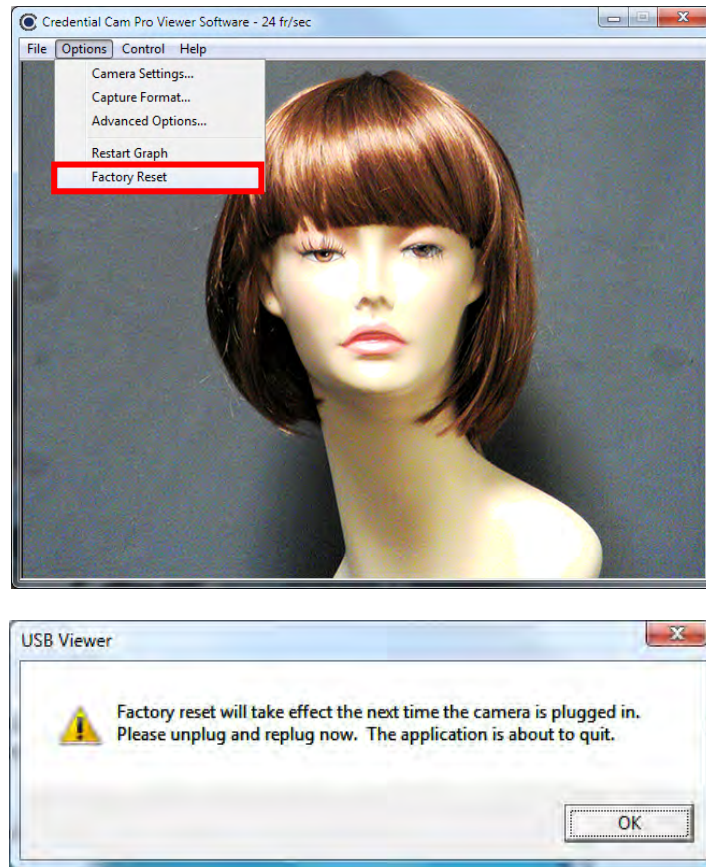 Credential Cam Pro Viewer Software - 24 fr/sec
File Options Control Help
Camera Settings...
Capture Format...
Advanced Options...
Restart Graph
Factory Reset
USB Viewer
Factory reset will take effect the next time the camera is plugged in.
Please unplug and replug now. The application is about to quit.
OK